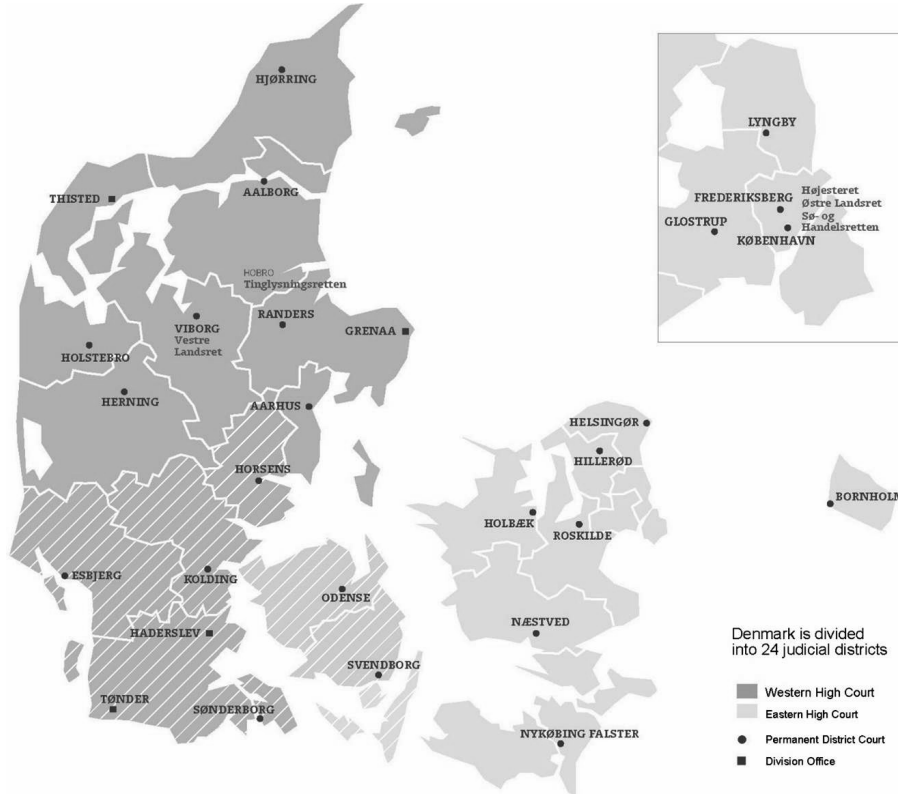 HJØRRING
AALBORG
THISTED
HOBRO
Tinglysningsretten
RANDERS
GRENAA
VIBORG
Vestre
Landsret
HOLSTEBRO
HERNING
AARHUS
HORSENS
ESBJERG
KOLDING
HADERSLEV
TØNDER
SØNDERBORG
ODENSE
SVENDBORG
LYNGBY
FREDERIKSBERG
Højesteret
Østre Landsret
Sø- og
Handelsretten
GLOSTRUP
KØBENHAVN
HELSINGØR
HILLERØD
HOLBÆK
ROSKILDE
NÆSTVED
NYKØBING FALSTER
BORNHOLM
Denmark is divided
into 24 judicial districts
Western High Court
Eastern High Court
Permanent District Court
Division Office